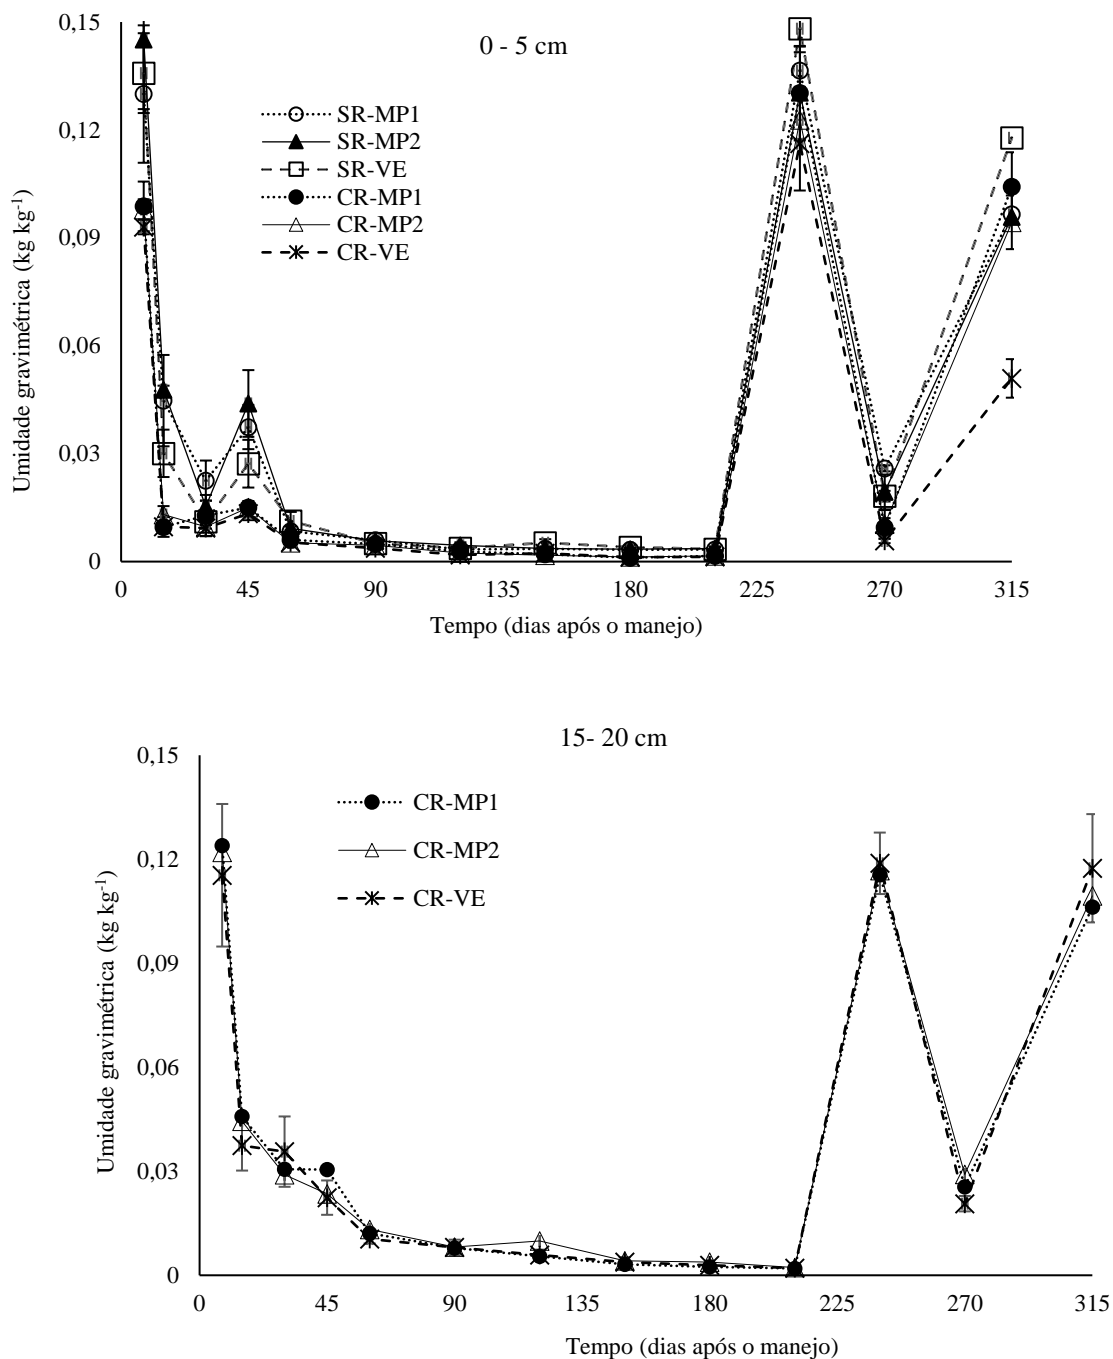 0 - 5 cm
0,15
0,12
0,09
0,06
0,03
0
Umidade gravimétrica (kg kg-1)
SR-MP1
SR-MP2
SR-VE
CR-MP1
CR-MP2
CR-VE
0 45 90 135 180 225 270 315
Tempo (dias após o manejo)
15- 20 cm
0,15
0,12
0,09
0,06
0,03
0
Umidade gravimétrica (kg kg-1)
CR-MP1
CR-MP2
CR-VE
0 45 90 135 180 225 270 315
Tempo (dias após o manejo)